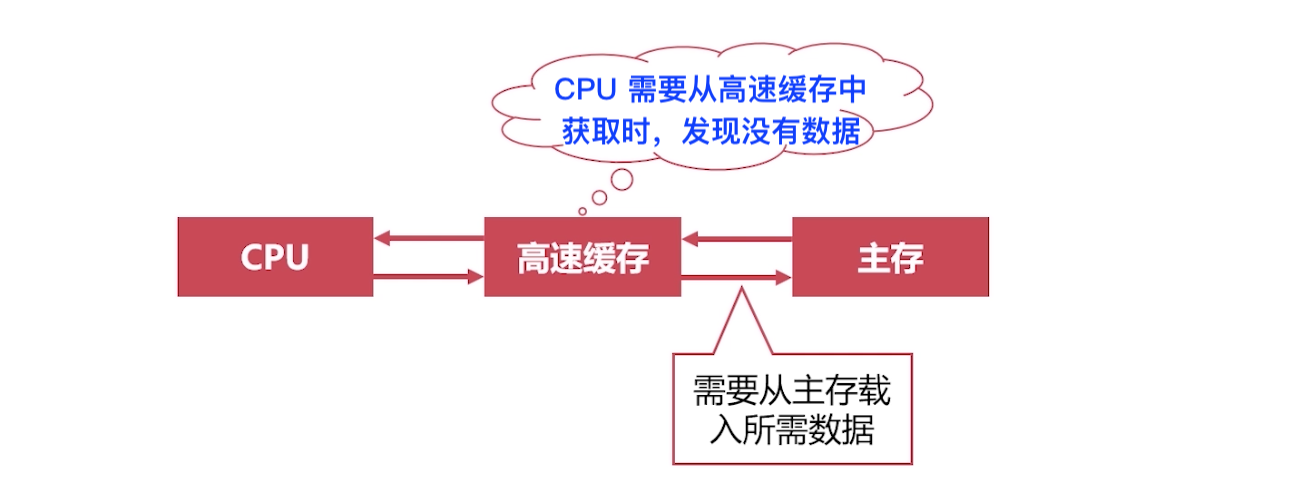 CPU 需要从高速缓存中
获取时，发现没有数据
CPU
高速缓存
主存
需要从主存载
入所需数据